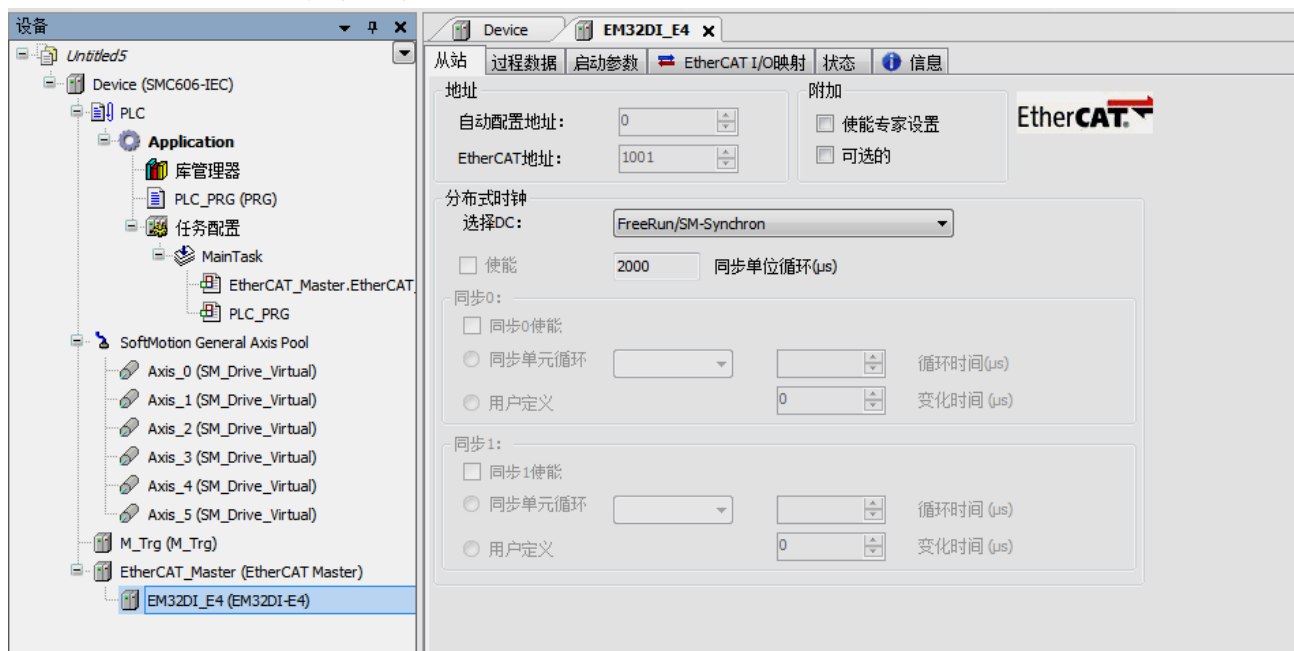 设备
Untitled5
Device (SMC606-IEC)
PLC
Application
库管理器
PLC_PRG (PRG)
任务配置
MainTask
EtherCAT_Master.EtherCAT_
PLC_PRG
SoftMotion General Axis Pool
Axis_0 (SM_Drive_Virtual)
Axis_1 (SM_Drive_Virtual)
Axis_2 (SM_Drive_Virtual)
Axis_3 (SM_Drive_Virtual)
Axis_4 (SM_Drive_Virtual)
Axis_5 (SM_Drive_Virtual)
M_Trg (M_Trg)
EtherCAT_Master (EtherCAT Master)
EM32DI_E4 (EM32DI-E4)
Device EM32DI_E4
从站 过程数据 启动参数 EtherCAT I/O映射 状态 信息
地址
自动配置地址: 0
EtherCAT地址: 1001
附加
使能专家设置
可选的
EtherCAT.
分布式时钟
选择DC: FreeRun/SM-Synchron
使能 2000 同步单位循环(μs)
同步0:
同步0使能
同步单元循环 循环时间(μs)
用户定义 0 变化时间 (μs)
同步1:
同步1使能
同步单元循环 循环时间 (μs)
用户定义 0 变化时间 (μs)